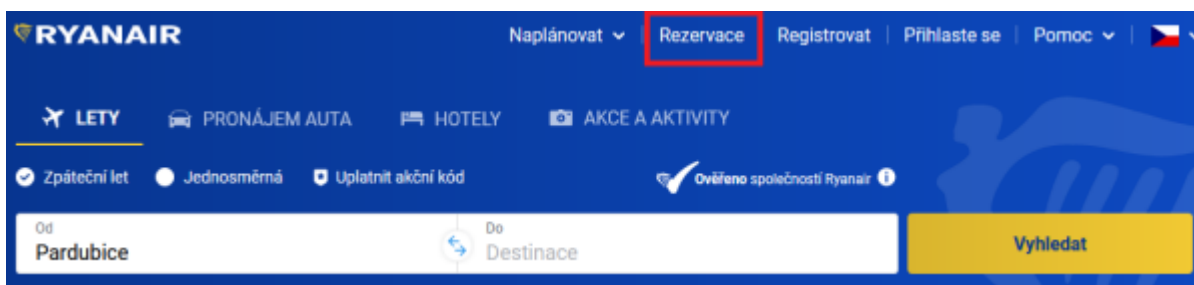 RYANAIR Naplánovat Rezervace Registrovat Přihlaste se Pomoc
LETY PRONÁJEM AUTA HOTELY AKCE A AKTIVITY
Zpáteční let Jednosměrná Uplatnit akční kód Ověřeno společností Ryanair
Od Do
Pardubice Destinace Vyhledat